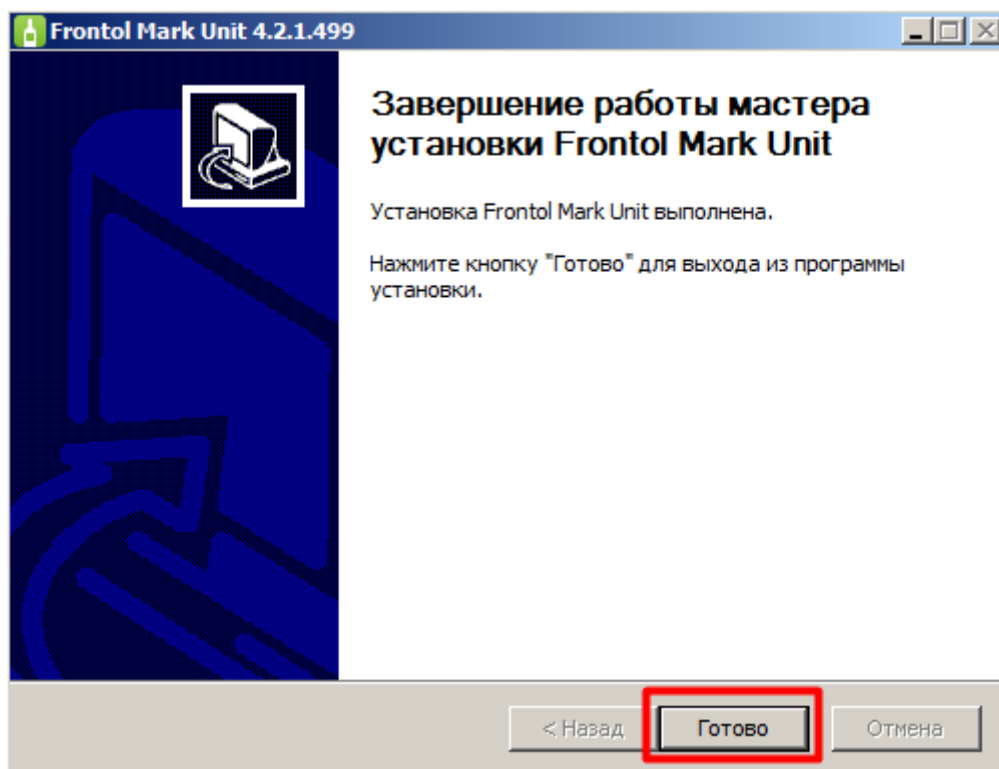 Frontol Mark Unit 4.2.1.499
Завершение работы мастера
установки Frontol Mark Unit
Установка Frontol Mark Unit выполнена.
Нажмите кнопку "Готово" для выхода из программы
установки.
< Назад Готово Отмена